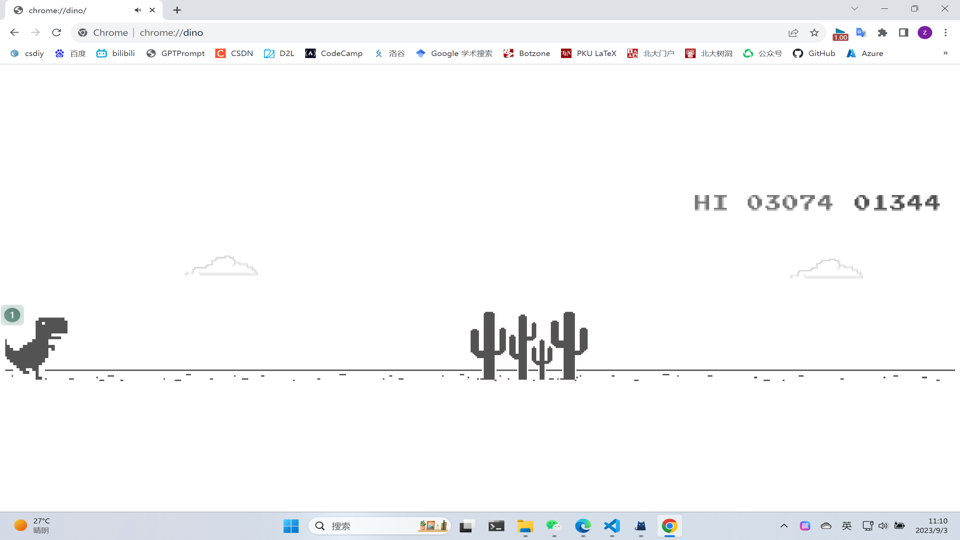 chrome://dino/
Chrome | chrome://dino
1.00
z
csdiy 百度 bilibili GPTPrompt CSDN D2L CodeCamp 洛谷 Google 学术搜索 Botzone PKU LaTeX 北大门户 北大树洞 公众号 GitHub Azure »
HI 03074 01344
1
27°C
晴朗
搜索
英
11:10
2023/9/3